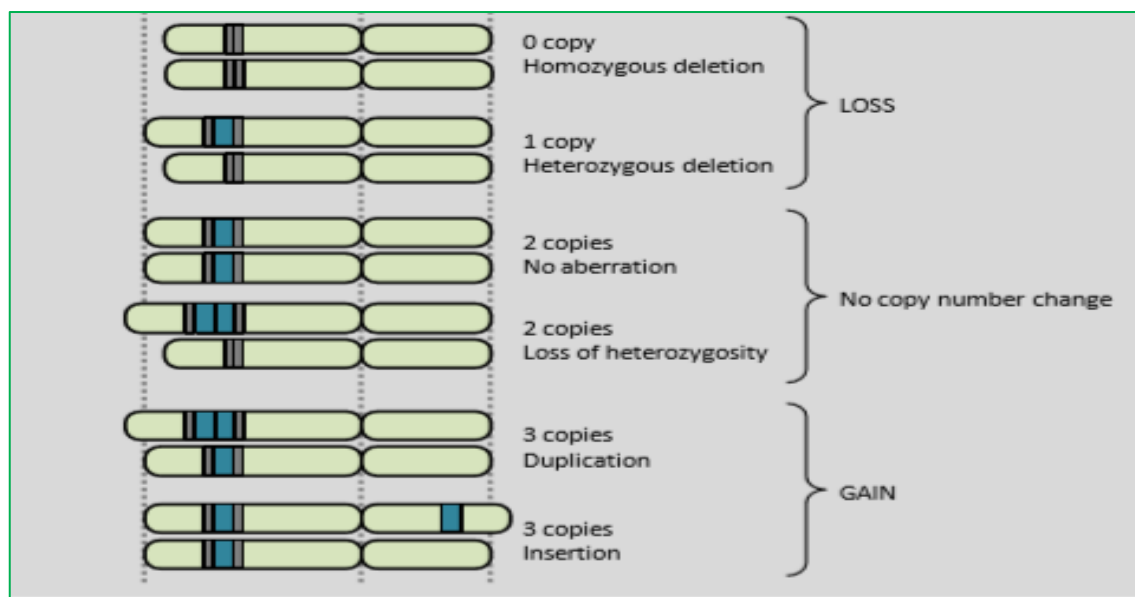 0 copy
Homozygous deletion
LOSS
1 copy
Heterozygous deletion
2 copies
No aberration
No copy number change
2 copies
Loss of heterozygosity
3 copies
Duplication
GAIN
3 copies
Insertion